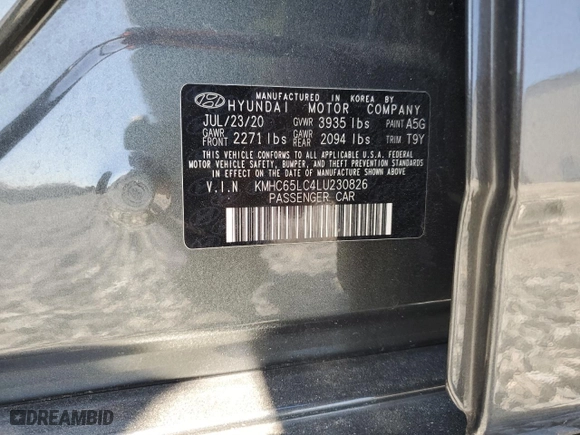 MANUFACTURED IN KOREA BY
HYUNDAI MOTOR COMPANY
JUL/23/20 GVWR 3935 lbs PAINT A5G
GAWR FRONT 2271 lbs GAWR REAR 2094 lbs TRIM T9Y
THIS VEHICLE CONFORMS TO ALL APPLICABLE U.S.A. FEDERAL
MOTOR VEHICLE SAFETY, BUMPER, AND THEFT PREVENTION STANDARDS
IN EFFECT ON THE DATE OF MANUFACTURE SHOWN ABOVE.
V.I.N KMHC65LC4LU230826
PASSENGER CAR
DREAMBID